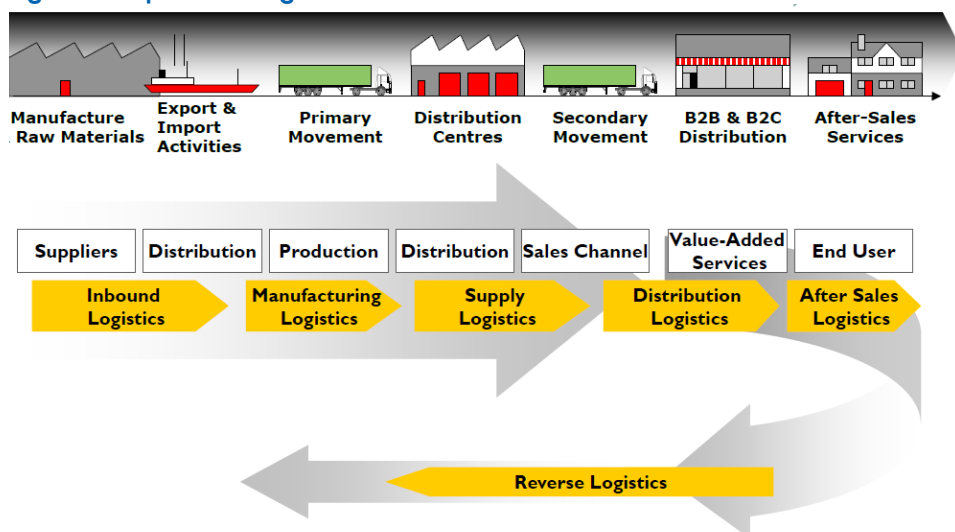 Manufacture
Raw Materials
Export &
Import
Activities
Primary
Movement
Distribution
Centres
Secondary
Movement
B2B & B2C
Distribution
After-Sales
Services
Suppliers
Distribution
Production
Distribution
Sales Channel
Value-Added
Services
End User
Inbound
Logistics
Manufacturing
Logistics
Supply
Logistics
Distribution
Logistics
After Sales
Logistics
Reverse Logistics